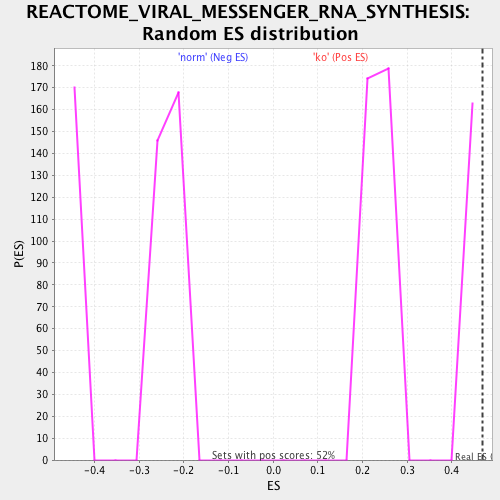 REACTOME_VIRAL_MESSENGER_RNA_SYNTHESIS:
Random ES distribution
'norm' (Neg ES) 'ko' (Pos ES)
180
170
160
150
140
130
120
110
100
90
80
70
60
50
40
30
20
10
0
P(ES)
Sets with pos scores: 52%
Real ES (
-0.4 -0.3 -0.2 -0.1 0.0 0.1 0.2 0.3 0.4
ES